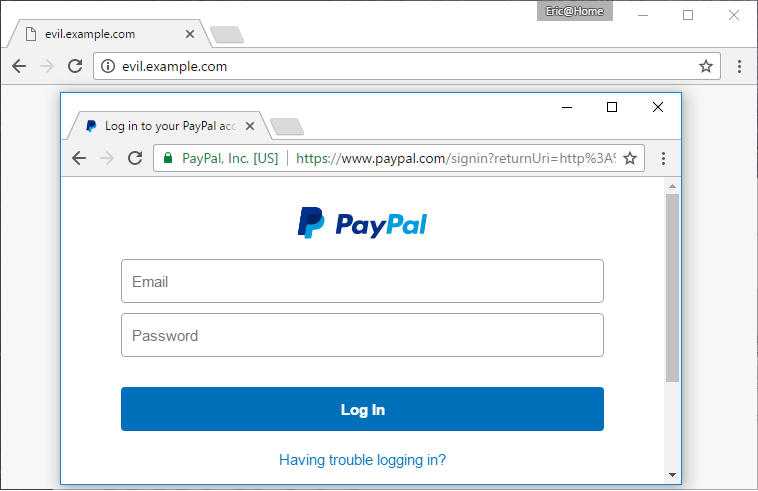 Eric@Home
evil.example.com
evil.example.com
Log in to your PayPal acc
PayPal, Inc. [US] https://www.paypal.com/signin?returnUri=http%3A%
PayPal
Email
Password
Log In
Having trouble logging in?